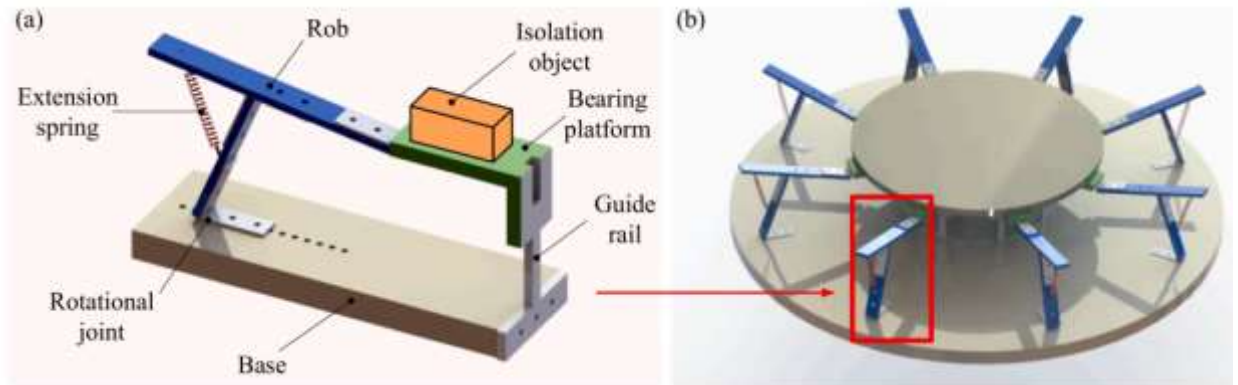 (a)
Rob
Isolation
object
Extension
spring
Bearing
platform
Guide
rail
Rotational
joint
Base
(b)